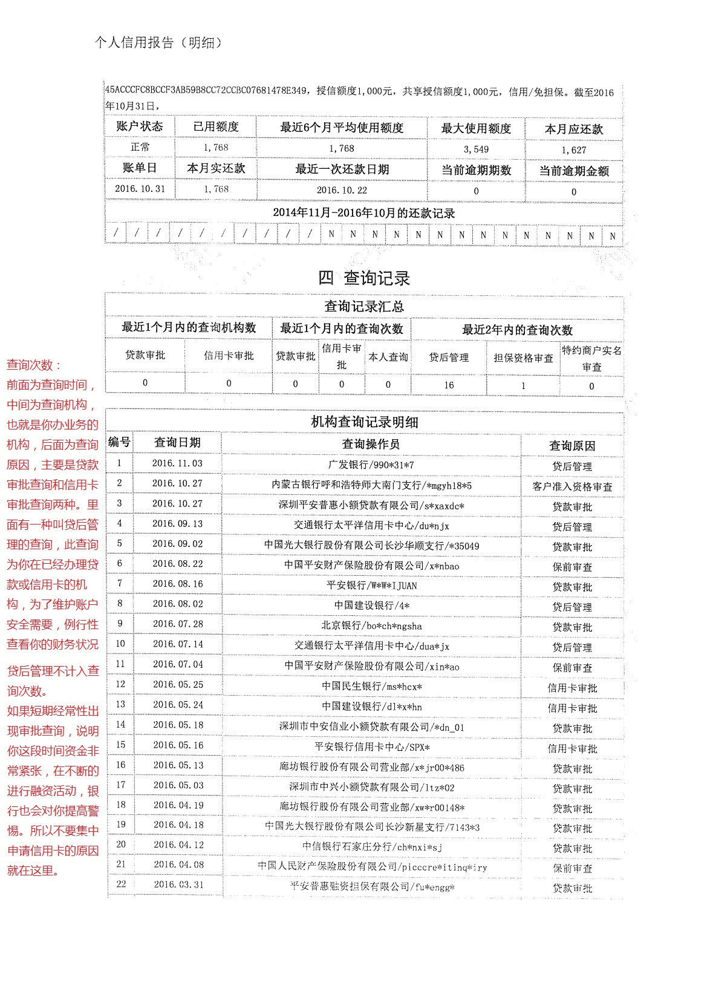 个人信用报告（明细）
45ACCCFC8BCCF3AB59B8CC72CCBC07681478E349，授信额度1,000元，共享授信额度1,000元，信用/免担保。截至2016
年10月31日，
账户状态 已用额度 最近6个月平均使用额度 最大使用额度 本月应还款
正常 1,768 1,768 3,549 1,627
账单日 本月实还款 最近一次还款日期 当前逾期期数 当前逾期金额
2016.10.31 1,768 2016.10.22 0 0
2014年11月-2016年10月的还款记录
/ / / / / / / / / / N N N N N N N N N N N N N N
四 查询记录
查询记录汇总
最近1个月内的查询机构数 最近1个月内的查询次数 最近2年内的查询次数
贷款审批 信用卡审批 贷款审批 信用卡审批 本人查询 贷后管理 担保资格审查 特约商户实名审查
0 0 0 0 0 16 1 0
机构查询记录明细
编号 查询日期 查询操作员 查询原因
1 2016.11.03 广发银行/990*31*7 贷后管理
2 2016.10.27 内蒙古银行呼和浩特师大南门支行/*mgyh18*5 客户准入资格审查
3 2016.10.27 深圳平安普惠小额贷款有限公司/s*xaxdc* 贷款审批
4 2016.09.13 交通银行太平洋信用卡中心/du*njx 贷后管理
5 2016.09.02 中国光大银行股份有限公司长沙华顺支行/*35049 贷款审批
6 2016.08.22 中国平安财产保险股份有限公司/x*nbao 保前审查
7 2016.08.16 平安银行/W*W*IJUAN 贷款审批
8 2016.08.02 中国建设银行/4* 贷后管理
9 2016.07.28 北京银行/bo*ch*ngsha 贷款审批
10 2016.07.14 交通银行太平洋信用卡中心/dua*jx 贷后管理
11 2016.07.04 中国平安财产保险股份有限公司/xin*ao 保前审查
12 2016.05.25 中国民生银行/ms*hcx* 信用卡审批
13 2016.05.24 中国建设银行/dl*x*hn 信用卡审批
14 2016.05.18 深圳市中安信业小额贷款有限公司/*dn_01 贷款审批
15 2016.05.16 平安银行信用卡中心/SPX* 信用卡审批
16 2016.05.13 廊坊银行股份有限公司营业部/x*jr00*486 贷款审批
17 2016.05.03 深圳市中兴小额贷款有限公司/ltz*02 贷款审批
18 2016.04.19 廊坊银行股份有限公司营业部/xw*r00148* 贷款审批
19 2016.04.18 中国光大银行股份有限公司长沙新星支行/7143*3 贷款审批
20 2016.04.12 中信银行石家庄分行/ch*nxi*sj 贷款审批
21 2016.04.08 中国人民财产保险股份有限公司/picccre*itinq*iry 保前审查
22 2016.03.31 平安普惠融资担保有限公司/fu*engg* 贷款审批
查询次数：
前面为查询时间，
中间为查询机构，
也就是你办业务的
机构，后面为查询
原因，主要是贷款
审批查询和信用卡
审批查询两种。里
面有一种叫贷后管
理的查询，此查询
为你在已经办理贷
款或信用卡的机
构，为了维护账户
安全需要，例行性
查看你的财务状况
贷后管理不计入查
询次数。
如果短期经常性出
现审批查询，说明
你这段时间资金非
常紧张，在不断的
进行融资活动，银
行也会对你提高警
惕。所以不要集中
申请信用卡的原因
就在这里。